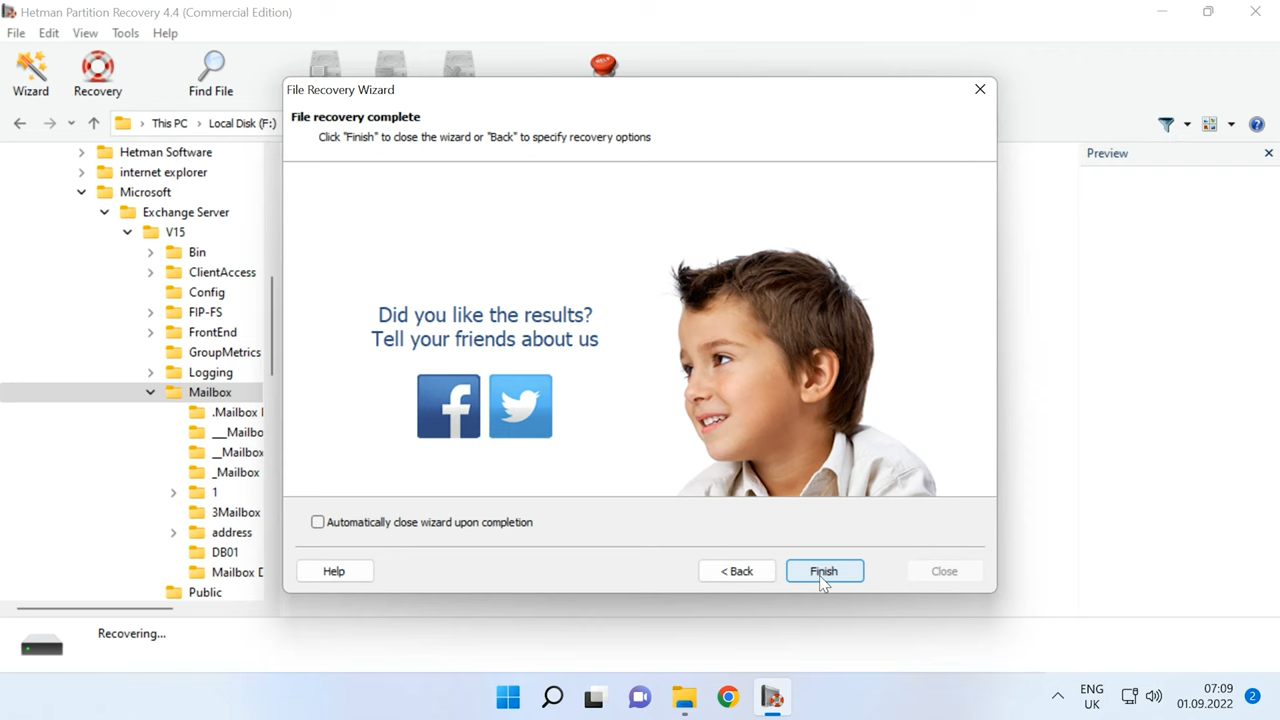 Hetman Partition Recovery 4.4 (Commercial Edition)
File Edit View Tools Help
Wizard Recovery Find File
HELP
This PC Local Disk (F:)
Hetman Software
internet explorer
Microsoft
Exchange Server
V15
Bin
ClientAccess
Config
FIP-FS
FrontEnd
GroupMetrics
Logging
Mailbox
.Mailbox
___Mailbo
__Mailbox
_Mailbox
1
3Mailbox
address
DB01
Mailbox D
Public
Preview
File Recovery Wizard
File recovery complete
Click "Finish" to close the wizard or "Back" to specify recovery options
Did you like the results?
Tell your friends about us
Automatically close wizard upon completion
Help < Back Finish Close
Recovering...
ENG
UK
07:09
01.09.2022
2